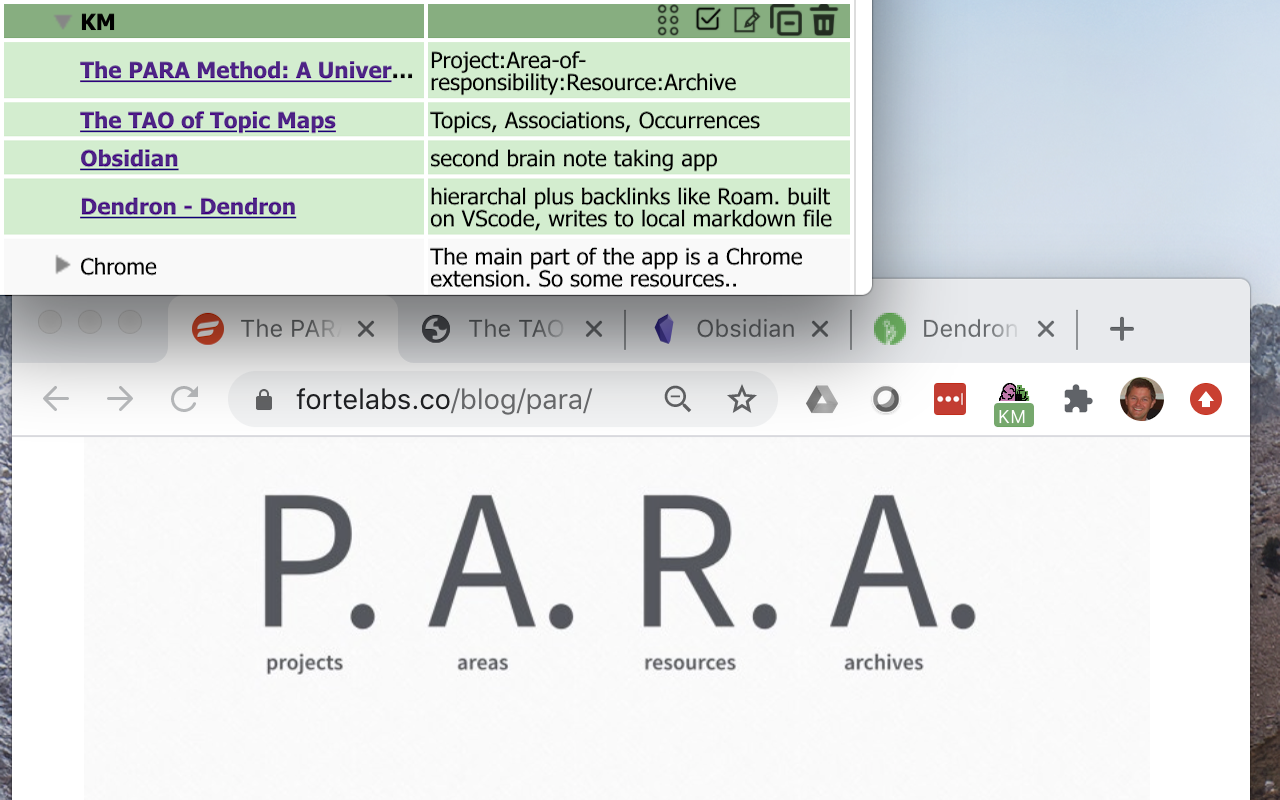 KM
The PARA Method: A Univer...
Project:Area-of-
responsibility:Resource:Archive
The TAO of Topic Maps
Topics, Associations, Occurrences
Obsidian
second brain note taking app
Dendron - Dendron
hierarchal plus backlinks like Roam. built
on VScode, writes to local markdown file
Chrome
The main part of the app is a Chrome
extension. So some resources..
The PAR
The TAO
Obsidian
Dendron
fortelabs.co/blog/para/
KM
P. A. R. A.
projects areas resources archives